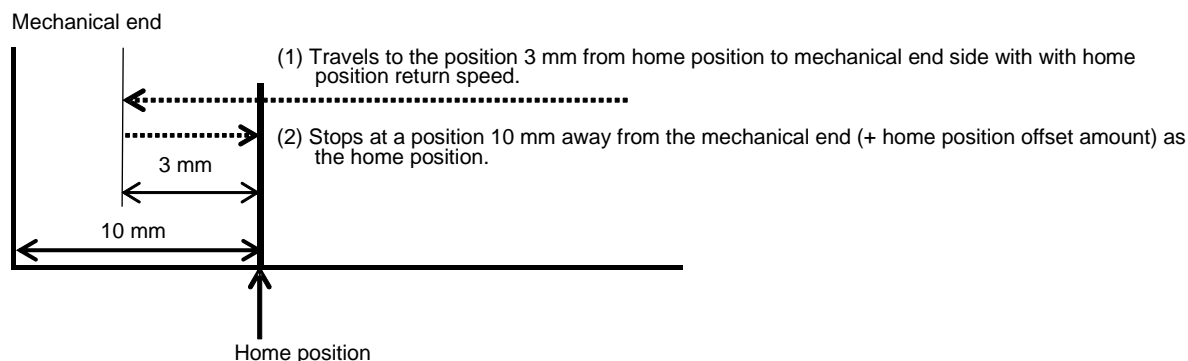 Mechanical end
(1) Travels to the position 3 mm from home position to mechanical end side with with home
position return speed.
(2) Stops at a position 10 mm away from the mechanical end (+ home position offset amount) as
the home position.
3 mm
10 mm
Home position